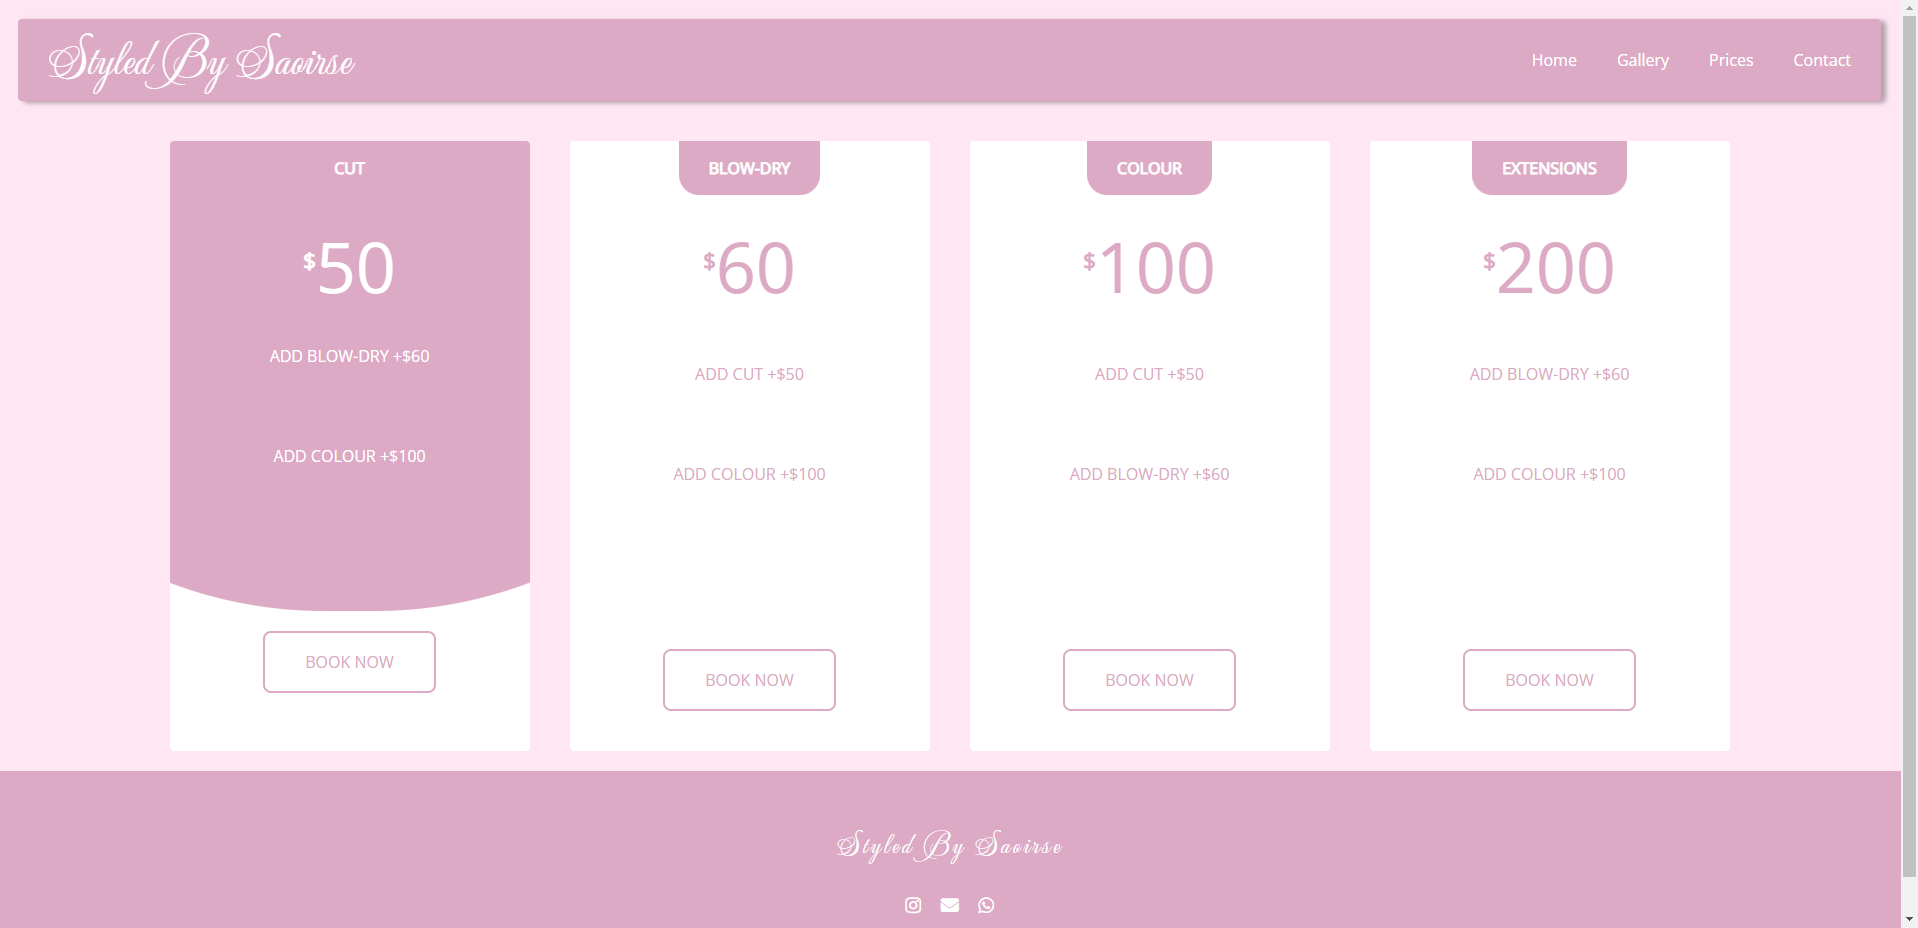 Styled By Saoirse
Home Gallery Prices Contact
CUT
$50
ADD BLOW-DRY +$60
ADD COLOUR +$100
BOOK NOW
BLOW-DRY
$60
ADD CUT +$50
ADD COLOUR +$100
BOOK NOW
COLOUR
$100
ADD CUT +$50
ADD BLOW-DRY +$60
BOOK NOW
EXTENSIONS
$200
ADD BLOW-DRY +$60
ADD COLOUR +$100
BOOK NOW
Styled By Saoirse